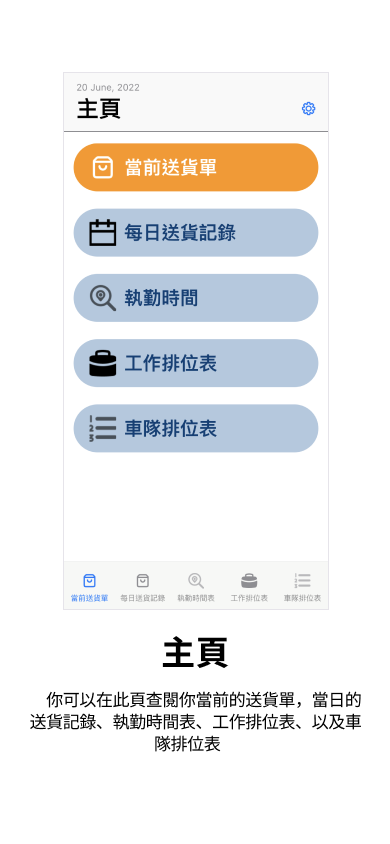 20 June, 2022
主頁
當前送貨單
每日送貨記錄
執勤時間
工作排位表
車隊排位表
當前送貨單 每日送貨記錄 執勤時間表 工作排位表 車隊排位表
主頁
你可以在此頁查閱你當前的送貨單，當日的
送貨記錄、執勤時間表、工作排位表、以及車
隊排位表